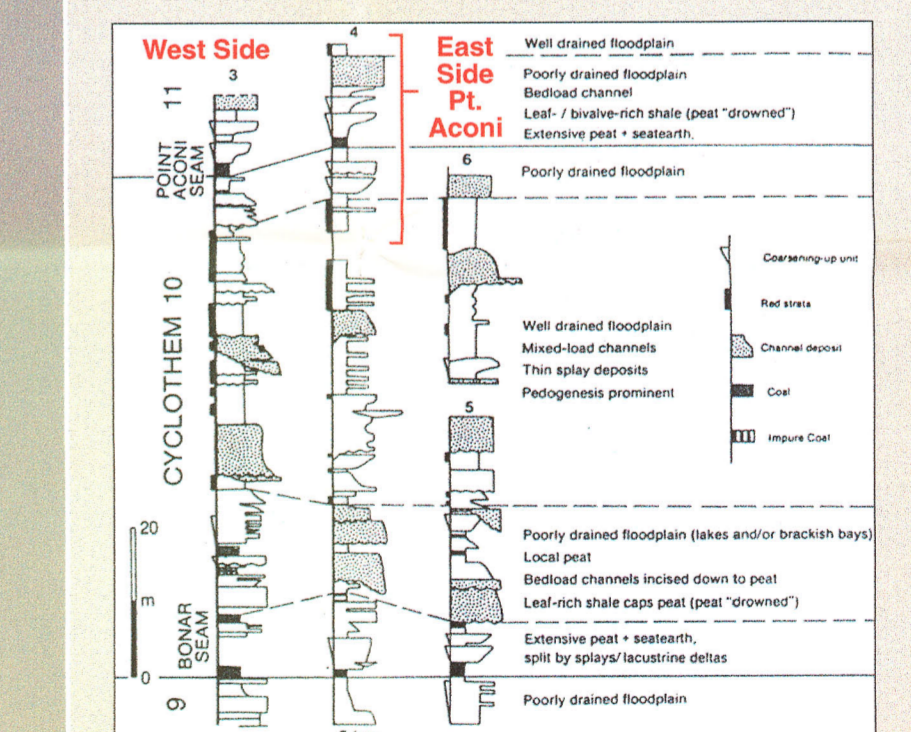 West Side
3
4
East
Side
Pt.
Aconi
Well drained floodplain
Poorly drained floodplain
Bedload channel
Leaf- / bivalve-rich shale (peat "drowned")
Extensive peat + seatearth.
11
POINT
ACONI
SEAM
6
Poorly drained floodplain
Coarsening-up unit
Red strata
Channel deposit
Coal
Impure Coal
CYCLOTHEM 10
Well drained floodplain
Mixed-load channels
Thin splay deposits
Pedogenesis prominent
5
20
m
0
Poorly drained floodplain (lakes and/or brackish bays)
Local peat
Bedload channels incised down to peat
Leaf-rich shale caps peat (peat "drowned")
BONAR
SEAM
Extensive peat + seatearth,
split by splays/lacustrine deltas
9
Poorly drained floodplain